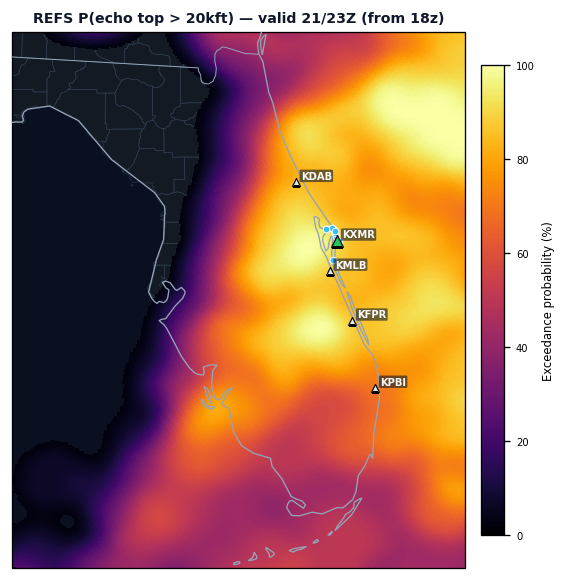 REFS P(echo top > 20kft) — valid 21/23Z (from 18z)
KDAB
KXMR
KMLB
KFPR
KPBI
100
80
60
40
20
0
Exceedance probability (%)